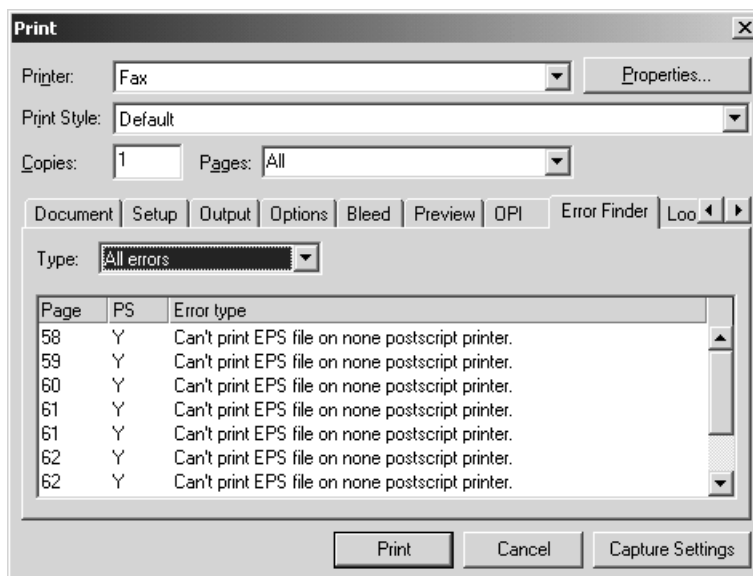 Print
Printer: Fax Properties...
Print Style: Default
Copies: 1 Pages: All
Document Setup Output Options Bleed Preview OPI Error Finder Loo
Type: All errors
Page PS Error type
58 Y Can't print EPS file on none postscript printer.
59 Y Can't print EPS file on none postscript printer.
60 Y Can't print EPS file on none postscript printer.
61 Y Can't print EPS file on none postscript printer.
61 Y Can't print EPS file on none postscript printer.
62 Y Can't print EPS file on none postscript printer.
62 Y Can't print EPS file on none postscript printer.
Print Cancel Capture Settings